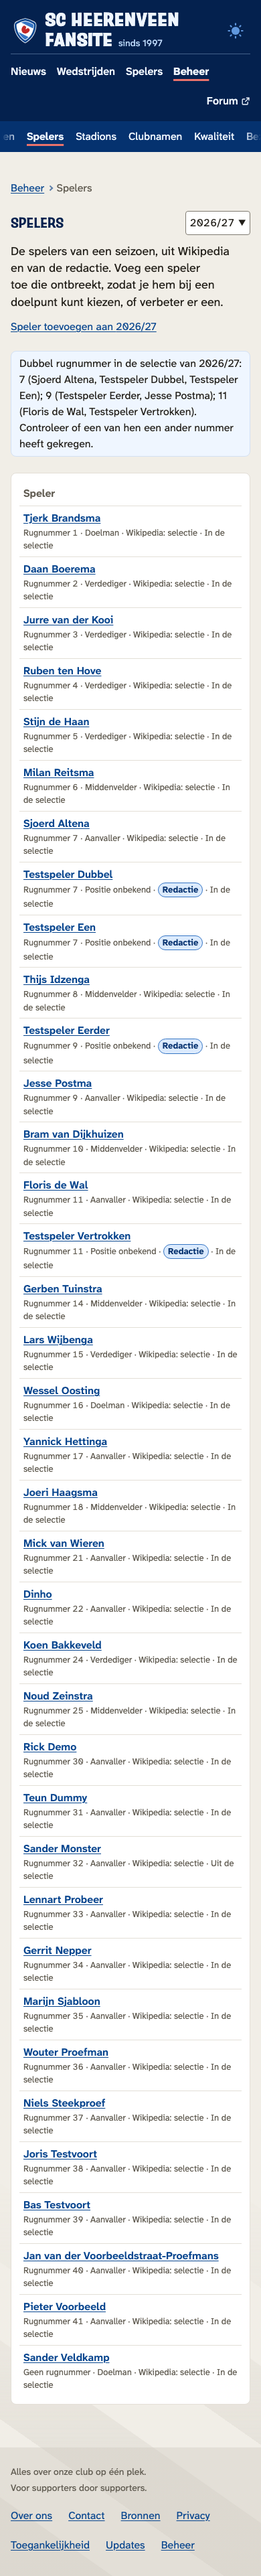 SC HEERENVEEN
FANSITE sinds 1997
Nieuws Wedstrijden Spelers Beheer
Forum
en Spelers Stadions Clubnamen Kwaliteit Be
Beheer > Spelers
SPELERS 2026/27
De spelers van een seizoen, uit Wikipedia
en van de redactie. Voeg een speler
toe die ontbreekt, zodat je hem bij een
doelpunt kunt kiezen, of verbeter er een.
Speler toevoegen aan 2026/27
Dubbel rugnummer in de selectie van 2026/27:
7 (Sjoerd Altena, Testspeler Dubbel, Testspeler
Een); 9 (Testspeler Eerder, Jesse Postma); 11
(Floris de Wal, Testspeler Vertrokken).
Controleer of een van hen een ander nummer
heeft gekregen.
Speler
Tjerk Brandsma
Rugnummer 1 · Doelman · Wikipedia: selectie · In de
selectie
Daan Boerema
Rugnummer 2 · Verdediger · Wikipedia: selectie · In de
selectie
Jurre van der Kooi
Rugnummer 3 · Verdediger · Wikipedia: selectie · In de
selectie
Ruben ten Hove
Rugnummer 4 · Verdediger · Wikipedia: selectie · In de
selectie
Stijn de Haan
Rugnummer 5 · Verdediger · Wikipedia: selectie · In de
selectie
Milan Reitsma
Rugnummer 6 · Middenvelder · Wikipedia: selectie · In
de selectie
Sjoerd Altena
Rugnummer 7 · Aanvaller · Wikipedia: selectie · In de
selectie
Testspeler Dubbel
Rugnummer 7 · Positie onbekend · Redactie · In de
selectie
Testspeler Een
Rugnummer 7 · Positie onbekend · Redactie · In de
selectie
Thijs Idzenga
Rugnummer 8 · Middenvelder · Wikipedia: selectie · In
de selectie
Testspeler Eerder
Rugnummer 9 · Positie onbekend · Redactie · In de
selectie
Jesse Postma
Rugnummer 9 · Aanvaller · Wikipedia: selectie · In de
selectie
Bram van Dijkhuizen
Rugnummer 10 · Middenvelder · Wikipedia: selectie · In
de selectie
Floris de Wal
Rugnummer 11 · Aanvaller · Wikipedia: selectie · In de
selectie
Testspeler Vertrokken
Rugnummer 11 · Positie onbekend · Redactie · In de
selectie
Gerben Tuinstra
Rugnummer 14 · Middenvelder · Wikipedia: selectie · In
de selectie
Lars Wijbenga
Rugnummer 15 · Verdediger · Wikipedia: selectie · In de
selectie
Wessel Oosting
Rugnummer 16 · Doelman · Wikipedia: selectie · In de
selectie
Yannick Hettinga
Rugnummer 17 · Aanvaller · Wikipedia: selectie · In de
selectie
Joeri Haagsma
Rugnummer 18 · Middenvelder · Wikipedia: selectie · In
de selectie
Mick van Wieren
Rugnummer 21 · Aanvaller · Wikipedia: selectie · In de
selectie
Dinho
Rugnummer 22 · Aanvaller · Wikipedia: selectie · In de
selectie
Koen Bakkeveld
Rugnummer 24 · Verdediger · Wikipedia: selectie · In de
selectie
Noud Zeinstra
Rugnummer 25 · Middenvelder · Wikipedia: selectie · In
de selectie
Rick Demo
Rugnummer 30 · Aanvaller · Wikipedia: selectie · In de
selectie
Teun Dummy
Rugnummer 31 · Aanvaller · Wikipedia: selectie · In de
selectie
Sander Monster
Rugnummer 32 · Aanvaller · Wikipedia: selectie · Uit de
selectie
Lennart Probeer
Rugnummer 33 · Aanvaller · Wikipedia: selectie · In de
selectie
Gerrit Nepper
Rugnummer 34 · Aanvaller · Wikipedia: selectie · In de
selectie
Marijn Sjabloon
Rugnummer 35 · Aanvaller · Wikipedia: selectie · In de
selectie
Wouter Proefman
Rugnummer 36 · Aanvaller · Wikipedia: selectie · In de
selectie
Niels Steekproef
Rugnummer 37 · Aanvaller · Wikipedia: selectie · In de
selectie
Joris Testvoort
Rugnummer 38 · Aanvaller · Wikipedia: selectie · In de
selectie
Bas Testvoort
Rugnummer 39 · Aanvaller · Wikipedia: selectie · In de
selectie
Jan van der Voorbeeldstraat-Proefmans
Rugnummer 40 · Aanvaller · Wikipedia: selectie · In de
selectie
Pieter Voorbeeld
Rugnummer 41 · Aanvaller · Wikipedia: selectie · In de
selectie
Sander Veldkamp
Geen rugnummer · Doelman · Wikipedia: selectie · In de
selectie
Alles over onze club op één plek.
Voor supporters door supporters.
Over ons Contact Bronnen Privacy
Toegankelijkheid Updates Beheer